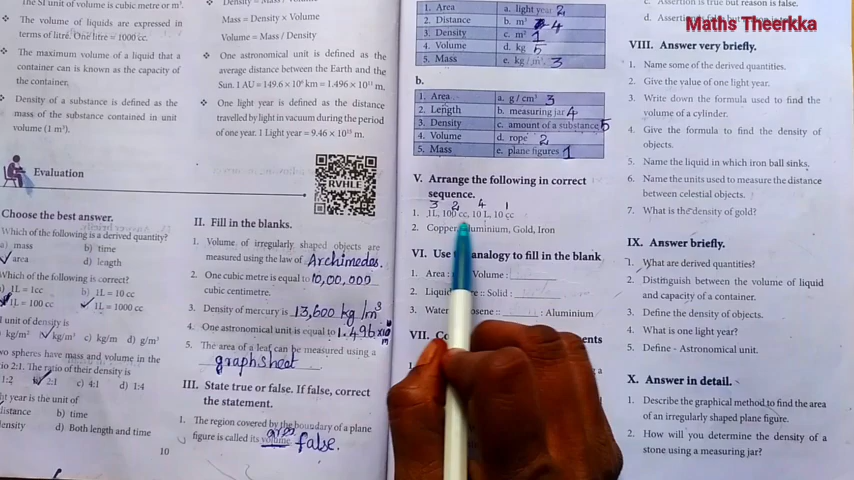 The SI unit of volume is cubic metre or m³.
The volume of liquids are expressed in
terms of litre. One litre = 1000 cc.
The maximum volume of a liquid that a
container can is known as the capacity of
the container.
Density of a substance is defined as the
mass of the substance contained in unit
volume (1 m³).
Mass = Density × Volume
Volume = Mass / Density
One astronomical unit is defined as the
average distance between the Earth and the
Sun. 1 AU = 149.6 × 10⁶ km = 1.496 × 10¹¹ m.
One light year is defined as the distance
travelled by light in vacuum during the period
of one year. 1 Light year = 9.46 × 10¹⁵ m.
RVHLE
Evaluation
Choose the best answer.
Which of the following is a derived quantity?
a) mass b) time
area d) length
Which of the following is correct?
1L = 1cc b) 1L = 10 cc
1L = 100 cc 1L = 1000 cc
unit of density is
kg/m² kg/m³ c) kg/m d) g/m³
two spheres have mass and volume in the
ratio 2:1. The ratio of their density is
1:2 2:1 c) 4:1 d) 1:4
light year is the unit of
distance b) time
density d) Both length and time
10
II. Fill in the blanks.
1. Volume of irregularly shaped objects are
measured using the law of Archimedes.
2. One cubic metre is equal to 10,00,000
cubic centimetre.
3. Density of mercury is 13,600 kg/m³
4. One astronomical unit is equal to 1.496 x10¹¹ m
5. The area of a leaf can be measured using a
graph sheet
III. State true or false. If false, correct
the statement.
1. The region covered by the boundary of a plane
area
figure is called its volume. false.
1. Area a. light year 2
2. Distance b. m³ 4
3. Density c. m² 1
4. Volume d. kg 5
5. Mass e. kg / m³ 3
b.
1. Area a. g / cm³ 3
2. Length b. measuring jar 4
3. Density c. amount of a substance 5
4. Volume d. rope 2
5. Mass e. plane figures 1
V. Arrange the following in correct
sequence.
3 2 4 1
1. 1L, 100 cc, 10 L, 10 cc
2. Copper, Aluminium, Gold, Iron
VI. Use analogy to fill in the blank
1. Area : Volume :
2. Liquid :: Solid :
3. Water :: : Aluminium
VII.
c. Assertion is true but reason is false.
d. Assertion
Maths Theerkka
VIII. Answer very briefly.
1. Name some of the derived quantities.
2. Give the value of one light year.
3. Write down the formula used to find the
volume of a cylinder.
4. Give the formula to find the density of
objects.
5. Name the liquid in which iron ball sinks.
6. Name the units used to measure the distance
between celestial objects.
7. What is the density of gold?
IX. Answer briefly.
1. What are derived quantities?
2. Distinguish between the volume of liquid
and capacity of a container.
3. Define the density of objects.
4. What is one light year?
5. Define - Astronomical unit.
X. Answer in detail.
1. Describe the graphical method to find the area
of an irregularly shaped plane figure.
2. How will you determine the density of a
stone using a measuring jar?